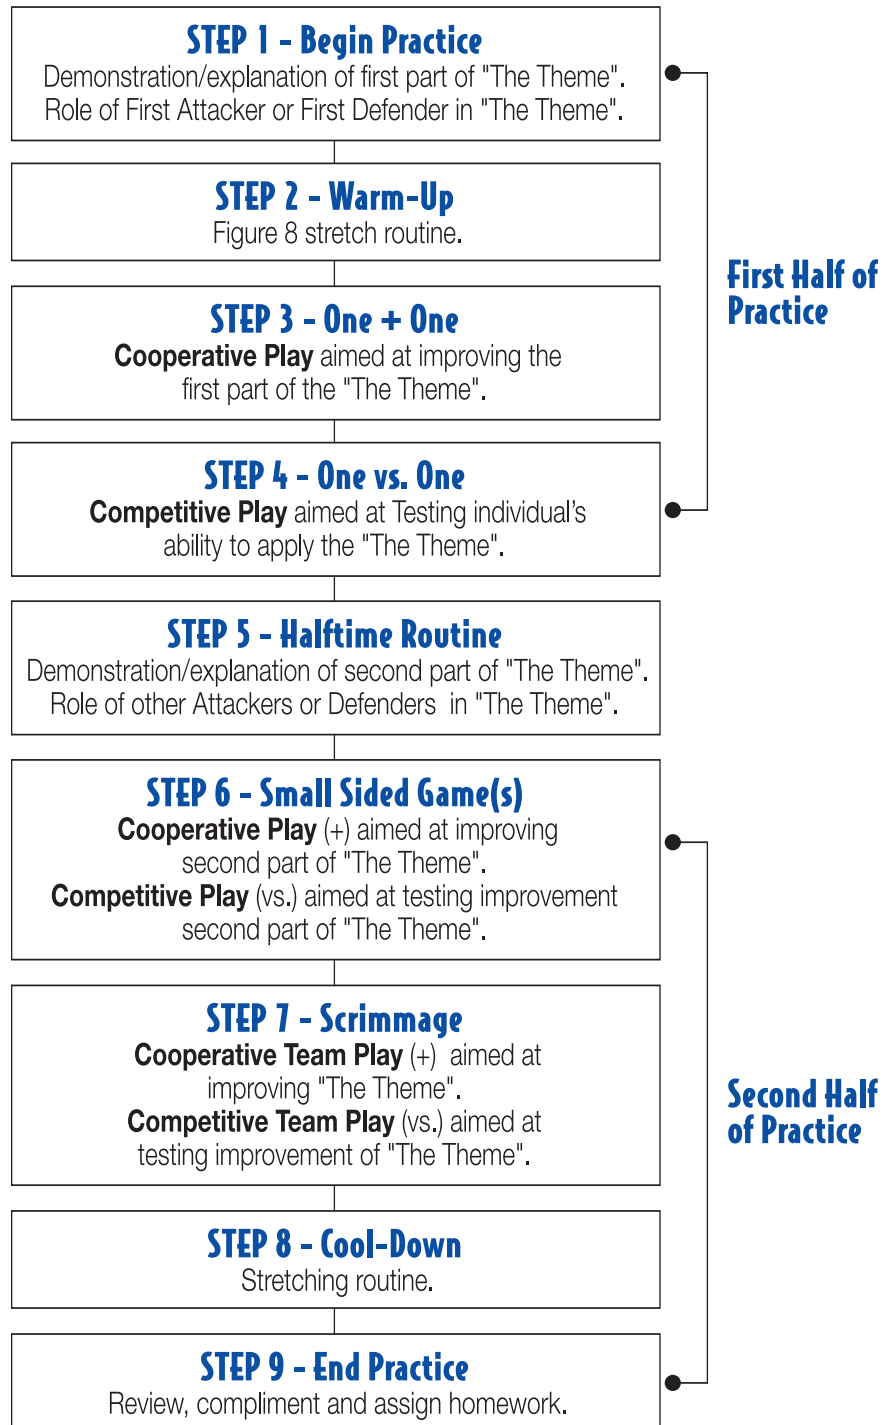 STEP 1 - Begin Practice
Demonstration/explanation of first part of "The Theme".
Role of First Attacker or First Defender in "The Theme".
STEP 2 - Warm-Up
Figure 8 stretch routine.
First Half of
Practice
STEP 3 - One + One
Cooperative Play aimed at improving the
first part of the "The Theme".
STEP 4 - One vs. One
Competitive Play aimed at Testing individual's
ability to apply the "The Theme".
STEP 5 - Halftime Routine
Demonstration/explanation of second part of "The Theme".
Role of other Attackers or Defenders in "The Theme".
STEP 6 - Small Sided Game(s)
Cooperative Play (+) aimed at improving
second part of "The Theme".
Competitive Play (vs.) aimed at testing improvement
second part of "The Theme".
STEP 7 - Scrimmage
Cooperative Team Play (+) aimed at
improving "The Theme".
Competitive Team Play (vs.) aimed at
testing improvement of "The Theme".
Second Half
of Practice
STEP 8 - Cool-Down
Stretching routine.
STEP 9 - End Practice
Review, compliment and assign homework.